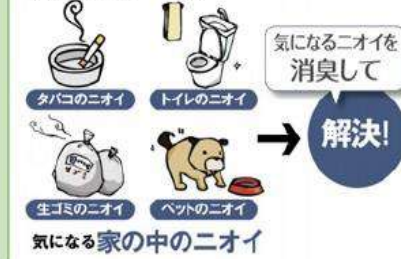 タバコのニオイ
トイレのニオイ
気になるニオイを
消臭して
解決!
生ゴミのニオイ
ペットのニオイ
気になる家の中のニオイ